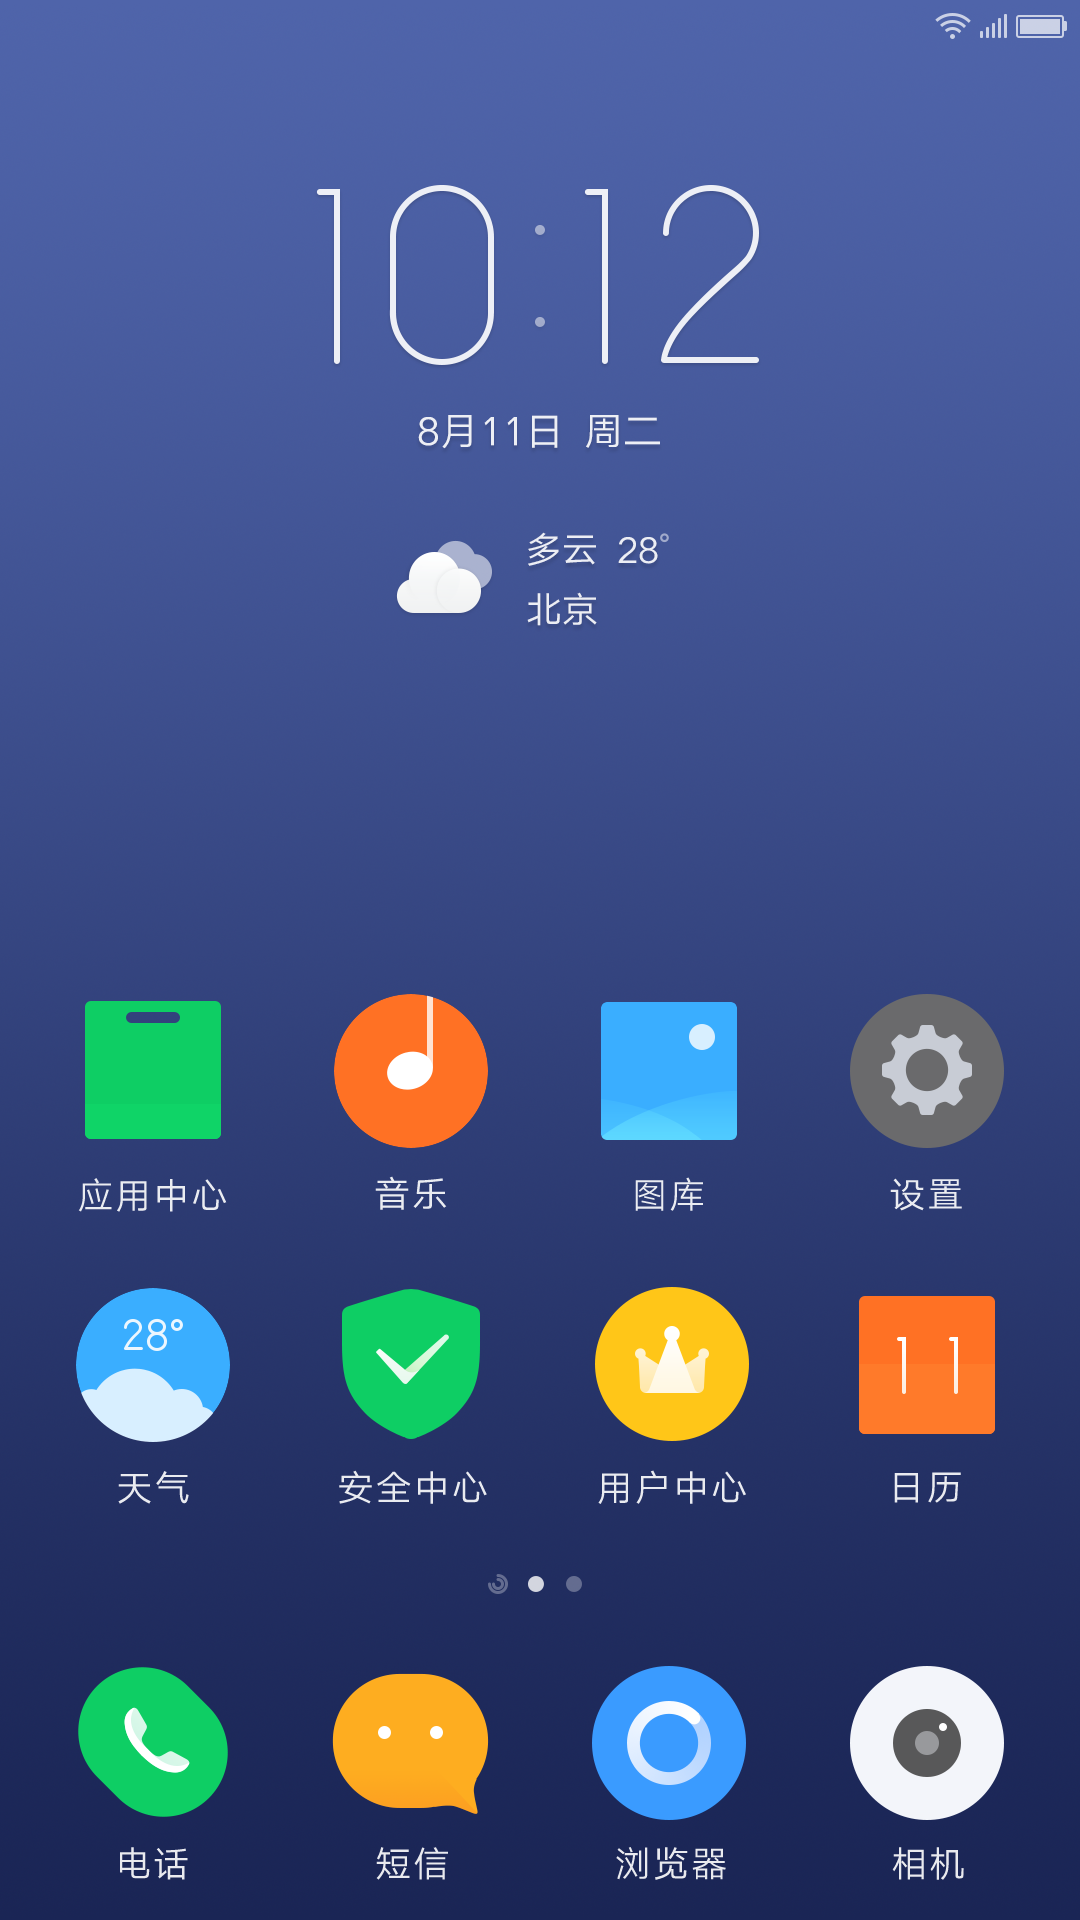 10:12
8月11日 周二
多云 28°
北京
应用中心 音乐 图库 设置
28° 11
天气 安全中心 用户中心 日历
电话 短信 浏览器 相机